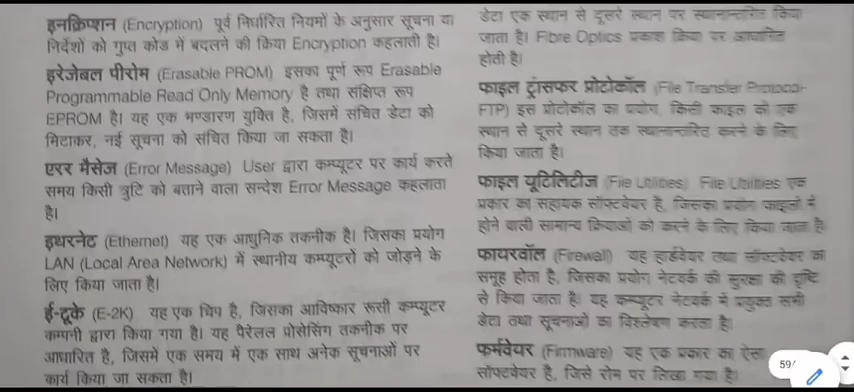 इनक्रिप्शन (Encryption) पूर्व निर्धारित नियमों के अनुसार सूचना या
निर्देशों को गुप्त कोड में बदलने की क्रिया Encryption कहलाती है।
इरेजेबल पीरोम (Erasable PROM) इसका पूर्ण रूप Erasable
Programmable Read Only Memory है तथा संक्षिप्त रूप
EPROM है। यह एक भण्डारण युक्ति है, जिसमें संचित डेटा को
मिटाकर, नई सूचना को संचित किया जा सकता है।
एरर मैसेज (Error Message) User द्वारा कम्प्यूटर पर कार्य करते
समय किसी त्रुटि को बताने वाला सन्देश Error Message कहलाता
है।
इथरनेट (Ethernet) यह एक आधुनिक तकनीक है। जिसका प्रयोग
LAN (Local Area Network) में स्थानीय कम्प्यूटरों को जोड़ने के
लिए किया जाता है।
ई-टूके (E-2K) यह एक चिप है, जिसका आविष्कार रूसी कम्प्यूटर
कम्पनी द्वारा किया गया है। यह पैरेलल प्रोसेसिंग तकनीक पर
आधारित है, जिसमें एक समय में एक साथ अनेक सूचनाओं पर
कार्य किया जा सकता है।
डेटा एक स्थान से दूसरे स्थान पर स्थानान्तरित किया
जाता है। Fibre Optics प्रकाश क्रिया पर आधारित
होती है।
फाइल ट्रांसफर प्रोटोकॉल (File Transfer Protocol-
FTP) इस प्रोटोकॉल का प्रयोग, किसी फाइल को एक
स्थान से दूसरे स्थान तक स्थानान्तरित करने के लिए
किया जाता है।
फाइल यूटिलिटीज (File Utilities) File Utilities एक
प्रकार का सहायक सॉफ्टवेयर है, जिसका प्रयोग फाइलों में
होने वाली सामान्य क्रियाओं को करने के लिए किया जाता है
फायरवॉल (Firewall) यह हार्डवेयर तथा सॉफ्टवेयर का
समूह होता है, जिसका प्रयोग नेटवर्क की सुरक्षा की दृष्टि
से किया जाता है। यह कम्प्यूटर नेटवर्क में प्रयुक्त सभी
डेटा तथा सूचनाओं का विश्लेषण करता है।
फर्मवेयर (Firmware) यह एक प्रकार का ऐसा
सॉफ्टवेयर है, जिसे रोम पर लिखा गया है।
59/